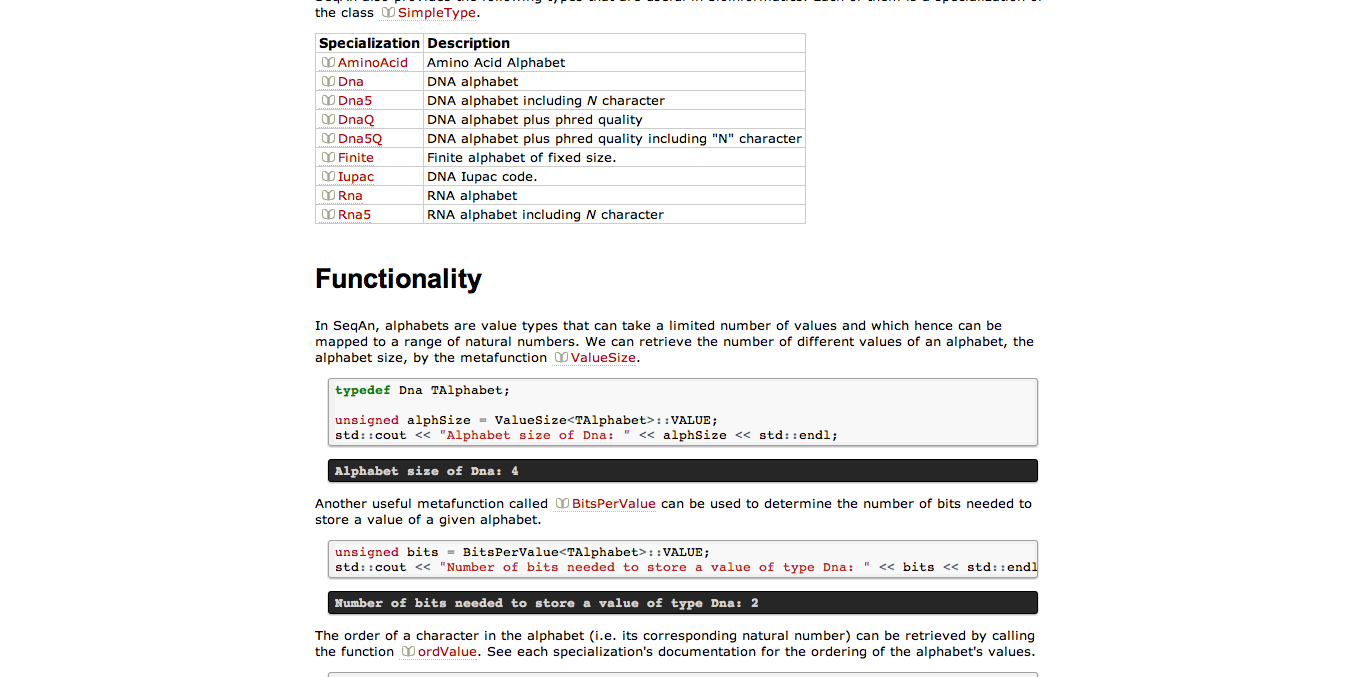 the class SimpleType.
Specialization Description
AminoAcid Amino Acid Alphabet
Dna DNA alphabet
Dna5 DNA alphabet including N character
DnaQ DNA alphabet plus phred quality
Dna5Q DNA alphabet plus phred quality including "N" character
Finite Finite alphabet of fixed size.
Iupac DNA Iupac code.
Rna RNA alphabet
Rna5 RNA alphabet including N character
Functionality
In SeqAn, alphabets are value types that can take a limited number of values and which hence can be
mapped to a range of natural numbers. We can retrieve the number of different values of an alphabet, the
alphabet size, by the metafunction ValueSize.
typedef Dna TAlphabet;
unsigned alphSize = ValueSize<TAlphabet>::VALUE;
std::cout << "Alphabet size of Dna: " << alphSize << std::endl;
Alphabet size of Dna: 4
Another useful metafunction called BitsPerValue can be used to determine the number of bits needed to
store a value of a given alphabet.
unsigned bits = BitsPerValue<TAlphabet>::VALUE;
std::cout << "Number of bits needed to store a value of type Dna: " << bits << std::endl
Number of bits needed to store a value of type Dna: 2
The order of a character in the alphabet (i.e. its corresponding natural number) can be retrieved by calling
the function ordValue. See each specialization's documentation for the ordering of the alphabet's values.